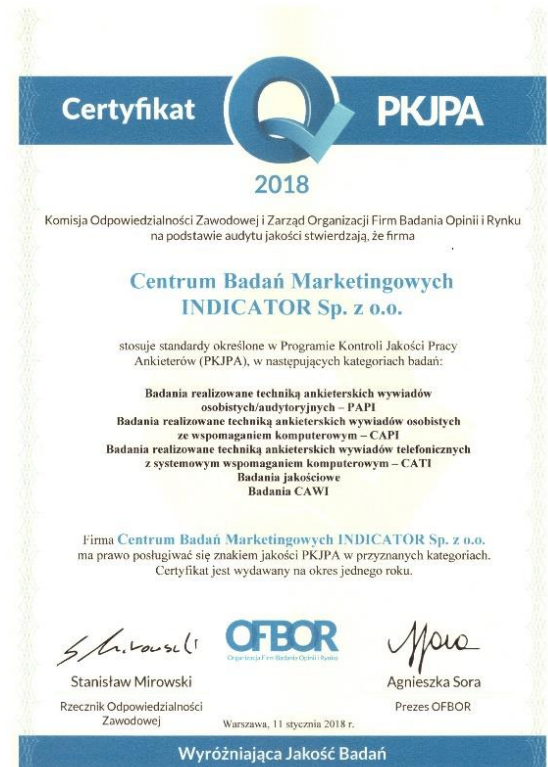 Certyfikat PKJPA
2018
Komisja Odpowiedzialności Zawodowej i Zarząd Organizacji Firm Badania Opinii i Rynku
na podstawie audytu jakości stwierdzają, że firma
Centrum Badań Marketingowych
INDICATOR Sp. z o.o.
stosuje standardy określone w Programie Kontroli Jakości Pracy
Ankieterów (PKJPA), w następujących kategoriach badań:
Badania realizowane techniką ankieterskich wywiadów
osobistych/audytoryjnych – PAPI
Badania realizowane techniką ankieterskich wywiadów osobistych
ze wspomaganiem komputerowym – CAPI
Badania realizowane techniką ankieterskich wywiadów telefonicznych
z systemowym wspomaganiem komputerowym – CATI
Badania jakościowe
Badania CAWI
Firma Centrum Badań Marketingowych INDICATOR Sp. z o.o.
ma prawo posługiwać się znakiem jakości PKJPA w przyznanych kategoriach.
Certyfikat jest wydawany na okres jednego roku.
S Mirowski
OFBOR
Organizacja Firm Badania Opinii i Rynku
Stanisław Mirowski
Agnieszka Sora
Rzecznik Odpowiedzialności
Zawodowej
Prezes OFBOR
Warszawa, 11 stycznia 2018 r.
Wyróżniająca Jakość Badań